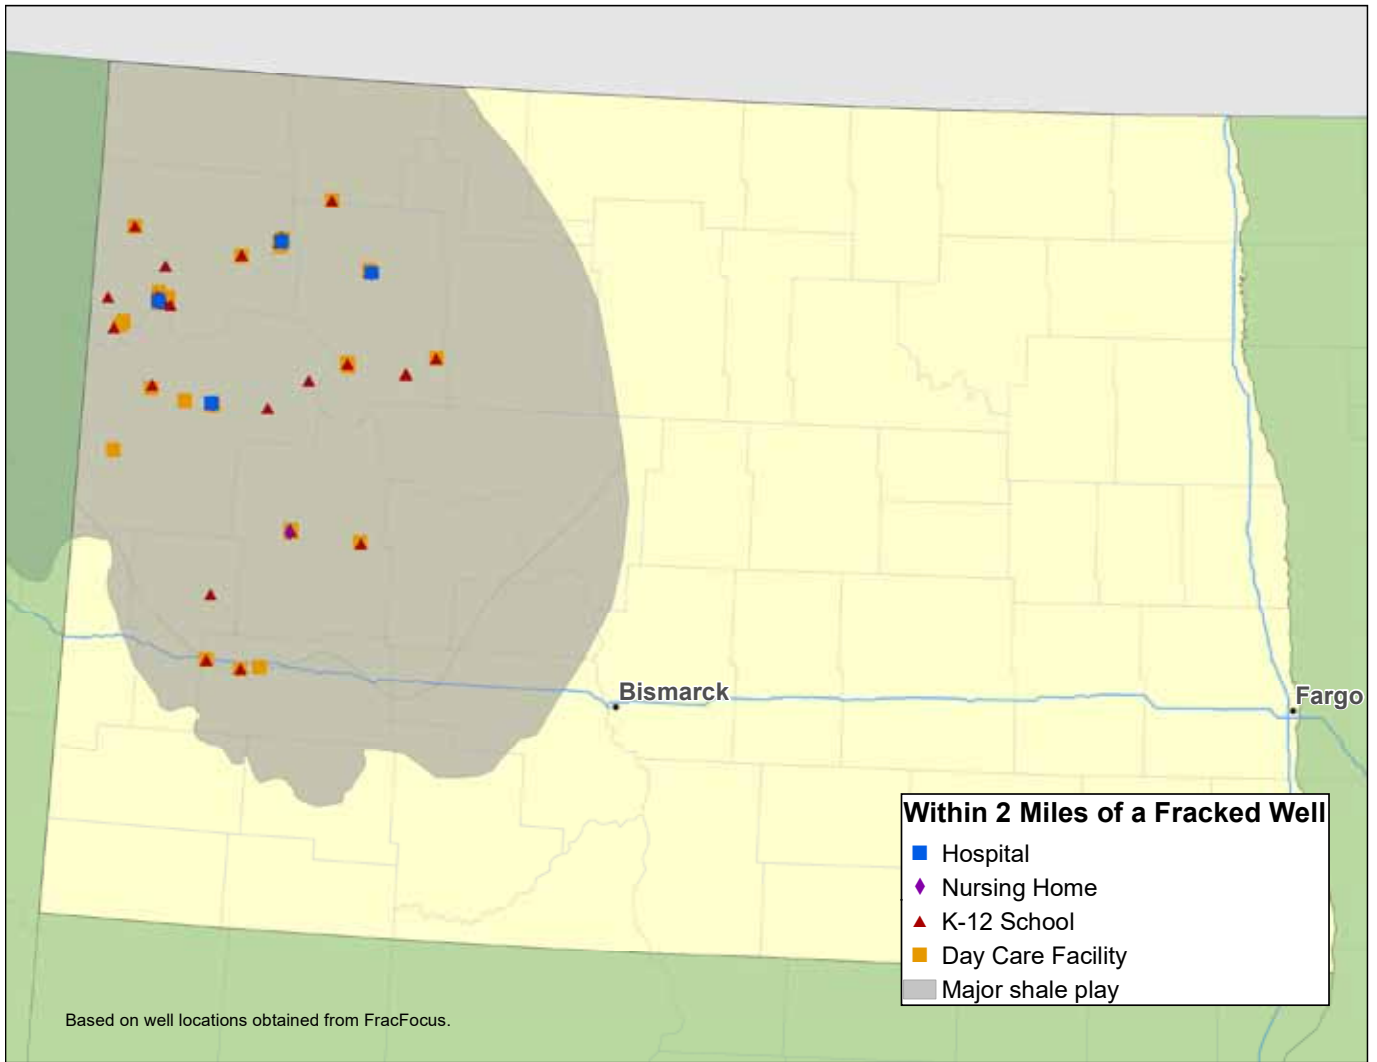 Bismarck
Fargo
Within 2 Miles of a Fracked Well
Hospital
Nursing Home
K-12 School
Day Care Facility
Major shale play
Based on well locations obtained from FracFocus.